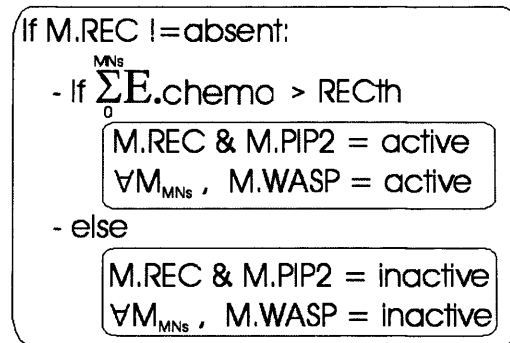 If M.REC !=absent:
MNs
- If ΣE.chemo > RECth
0
M.REC & M.PIP2 = active
∀M_MNs , M.WASP = active
- else
M.REC & M.PIP2 = inactive
∀M_MNs , M.WASP = inactive